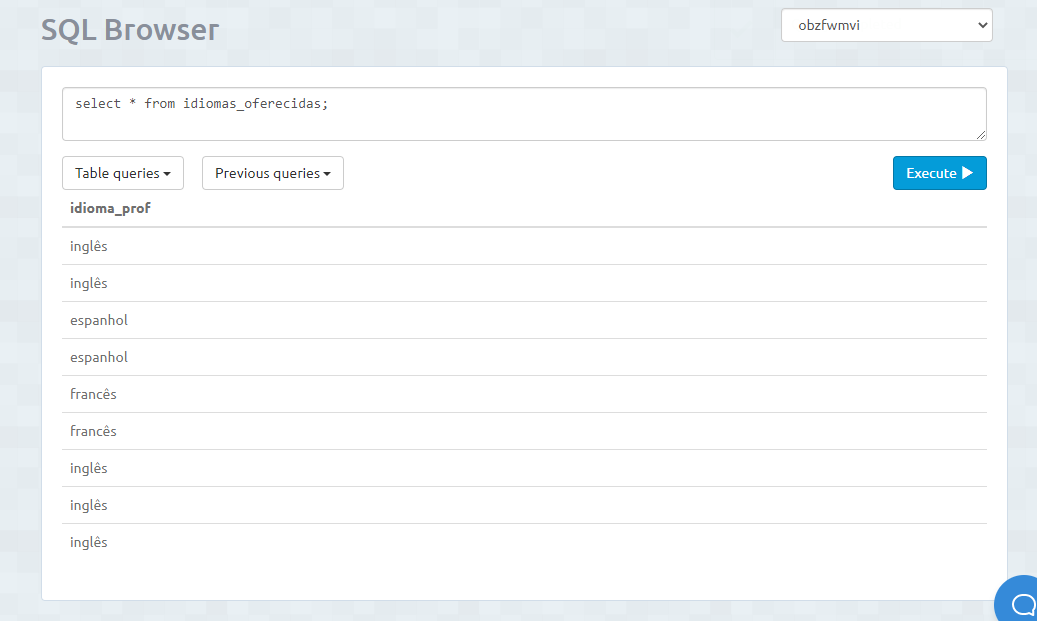 SQL Browser
obzfwmvi
select * from idiomas_oferecidas;
Table queries
Previous queries
Execute
idioma_prof
inglês
inglês
espanhol
espanhol
francês
francês
inglês
inglês
inglês